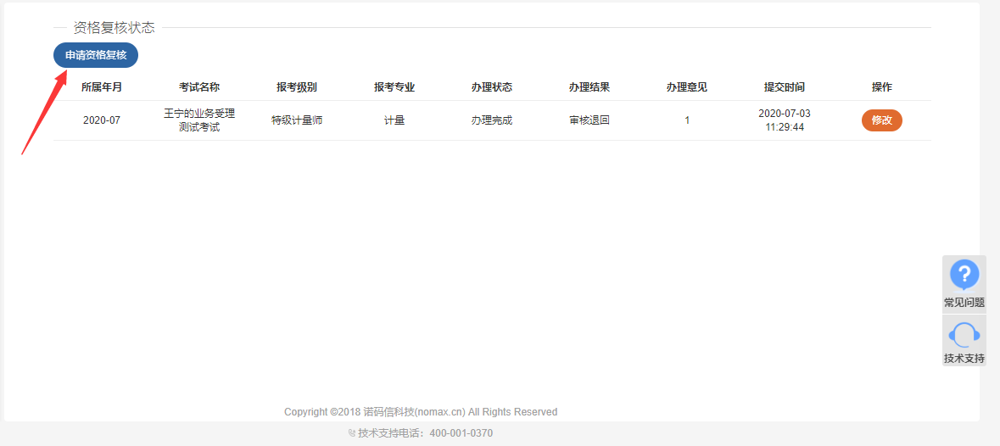 资格复核状态
申请资格复核
所属年月 考试名称 报考级别 报考专业 办理状态 办理结果 办理意见 提交时间 操作
2020-07 王宁的业务受理 特级计量师 计量 办理完成 审核退回 1 2020-07-03 修改
测试考试 11:29:44
常见问题
技术支持
Copyright ©2018 诺码信科技(nomax.cn) All Rights Reserved
技术支持电话：400-001-0370